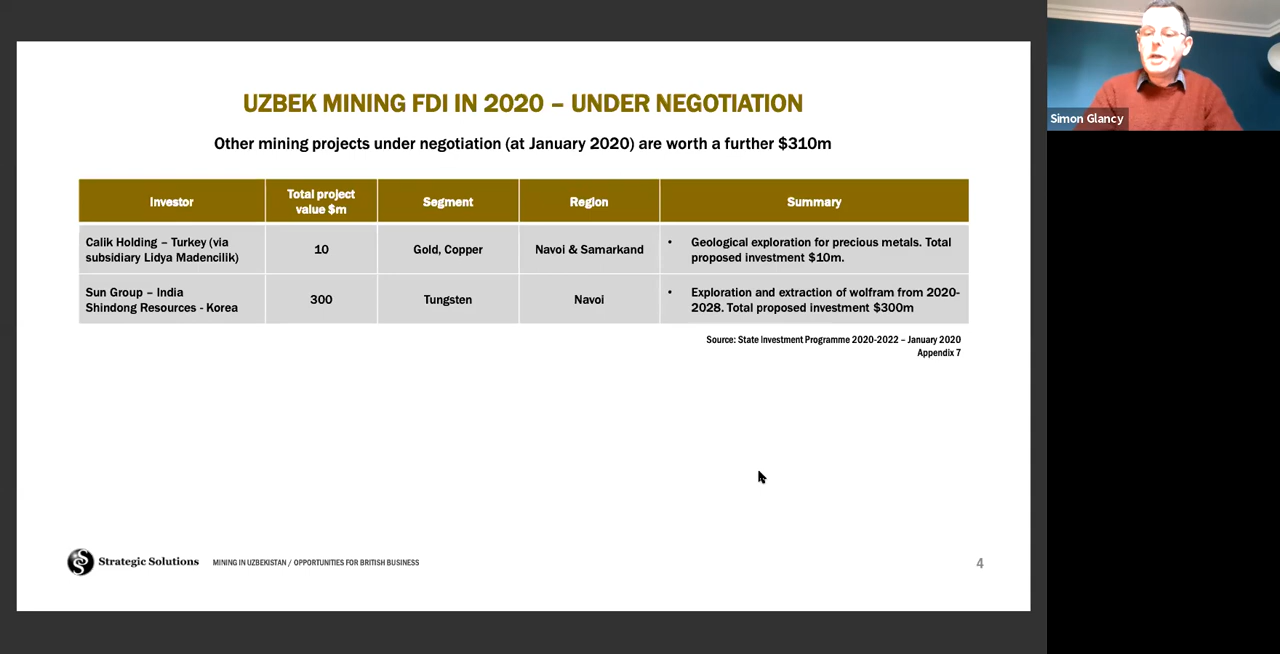 UZBEK MINING FDI IN 2020 – UNDER NEGOTIATION
Other mining projects under negotiation (at January 2020) are worth a further $310m
Investor
Total project
value $m
Segment
Region
Summary
Calik Holding – Turkey (via
subsidiary Lidya Madencilik)
10
Gold, Copper
Navoi & Samarkand
• Geological exploration for precious metals. Total
proposed investment $10m.
Sun Group – India
Shindong Resources - Korea
300
Tungsten
Navoi
• Exploration and extraction of wolfram from 2020-
2028. Total proposed investment $300m
Source: State Investment Programme 2020-2022 – January 2020
Appendix 7
Strategic Solutions
MINING IN UZBEKISTAN / OPPORTUNITIES FOR BRITISH BUSINESS
4
Simon Glancy